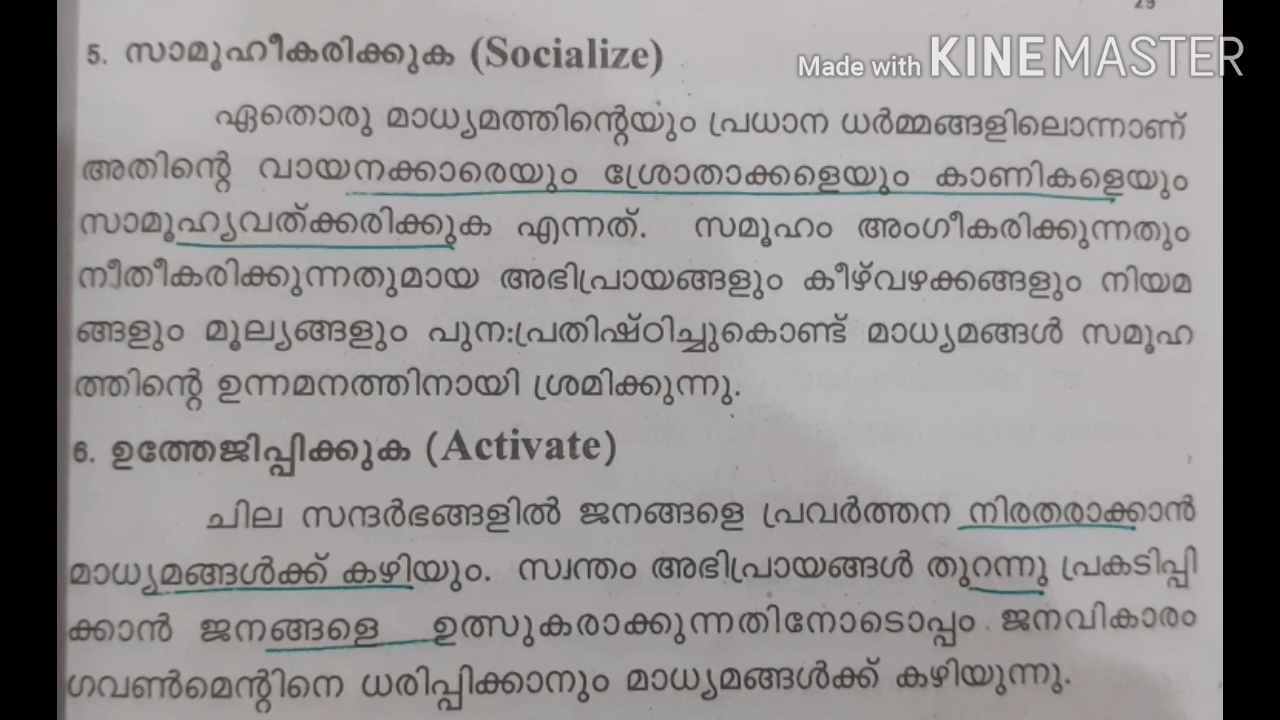 29
5. സാമൂഹീകരിക്കുക (Socialize)
Made with KINEMASTER
ഏതൊരു മാധ്യമത്തിന്റെയും പ്രധാന ധർമ്മങ്ങളിലൊന്നാണ്
അതിന്റെ വായനക്കാരെയും ശ്രോതാക്കളെയും കാണികളെയും
സാമൂഹ്യവത്ക്കരിക്കുക എന്നത്. സമൂഹം അംഗീകരിക്കുന്നതും
നീതീകരിക്കുന്നതുമായ അഭിപ്രായങ്ങളും കീഴ്‌വഴക്കങ്ങളും നിയമ
ങ്ങളും മൂല്യങ്ങളും പുനഃപ്രതിഷ്ഠിച്ചുകൊണ്ട് മാധ്യമങ്ങൾ സമൂഹ
ത്തിന്റെ ഉന്നമനത്തിനായി ശ്രമിക്കുന്നു.
6. ഉത്തേജിപ്പിക്കുക (Activate)
ചില സന്ദർഭങ്ങളിൽ ജനങ്ങളെ പ്രവർത്തന നിരതരാക്കാൻ
മാധ്യമങ്ങൾക്ക് കഴിയും. സ്വന്തം അഭിപ്രായങ്ങൾ തുറന്നു പ്രകടിപ്പി
ക്കാൻ ജനങ്ങളെ ഉത്സുകരാക്കുന്നതിനോടൊപ്പം ജനവികാരം
ഗവൺമെന്റിനെ ധരിപ്പിക്കാനും മാധ്യമങ്ങൾക്ക് കഴിയുന്നു.